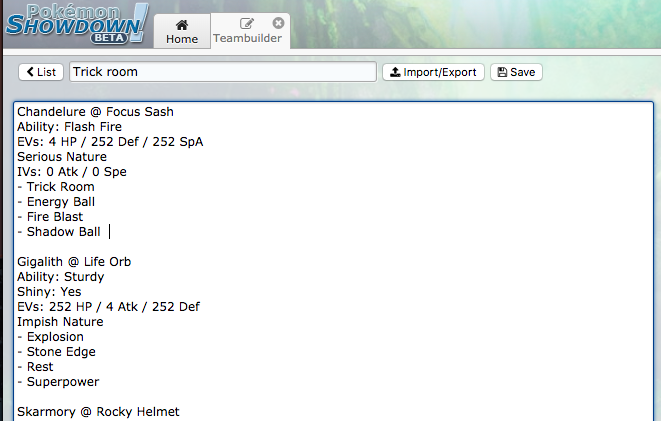 Pokémon
SHOWDOWN!
BETA
Home
Teambuilder
List
Trick room
Import/Export
Save
Chandelure @ Focus Sash
Ability: Flash Fire
EVs: 4 HP / 252 Def / 252 SpA
Serious Nature
IVs: 0 Atk / 0 Spe
- Trick Room
- Energy Ball
- Fire Blast
- Shadow Ball
Gigalith @ Life Orb
Ability: Sturdy
Shiny: Yes
EVs: 252 HP / 4 Atk / 252 Def
Impish Nature
- Explosion
- Stone Edge
- Rest
- Superpower
Skarmory @ Rocky Helmet